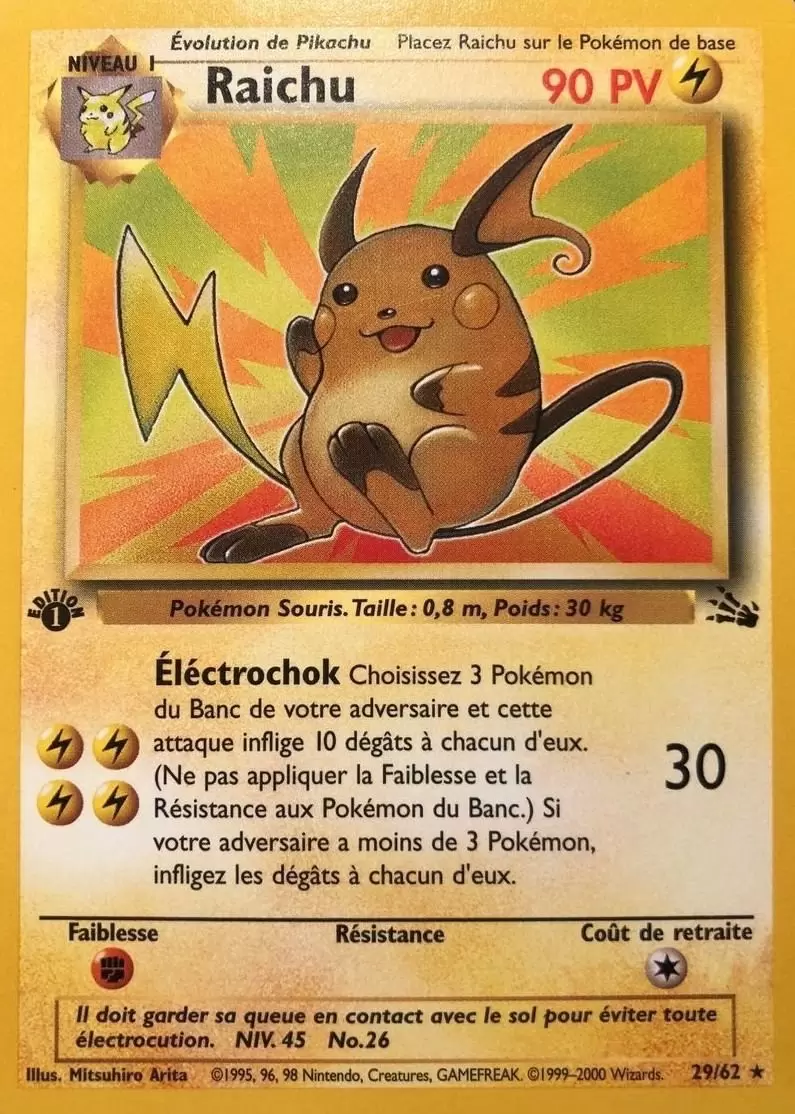 Évolution de Pikachu Placez Raichu sur le Pokémon de base
NIVEAU I
Raichu 90 PV
EDITION 1
Pokémon Souris. Taille: 0,8 m, Poids: 30 kg
Éléctrochok Choisissez 3 Pokémon
du Banc de votre adversaire et cette
attaque inflige 10 dégâts à chacun d'eux.
(Ne pas appliquer la Faiblesse et la
Résistance aux Pokémon du Banc.) Si
votre adversaire a moins de 3 Pokémon,
infligez les dégâts à chacun d'eux.
30
Faiblesse Résistance Coût de retraite
Il doit garder sa queue en contact avec le sol pour éviter toute
électrocution. NIV. 45 No.26
Illus. Mitsuhiro Arita ©1995, 96, 98 Nintendo, Creatures, GAMEFREAK. ©1999-2000 Wizards. 29/62 ★